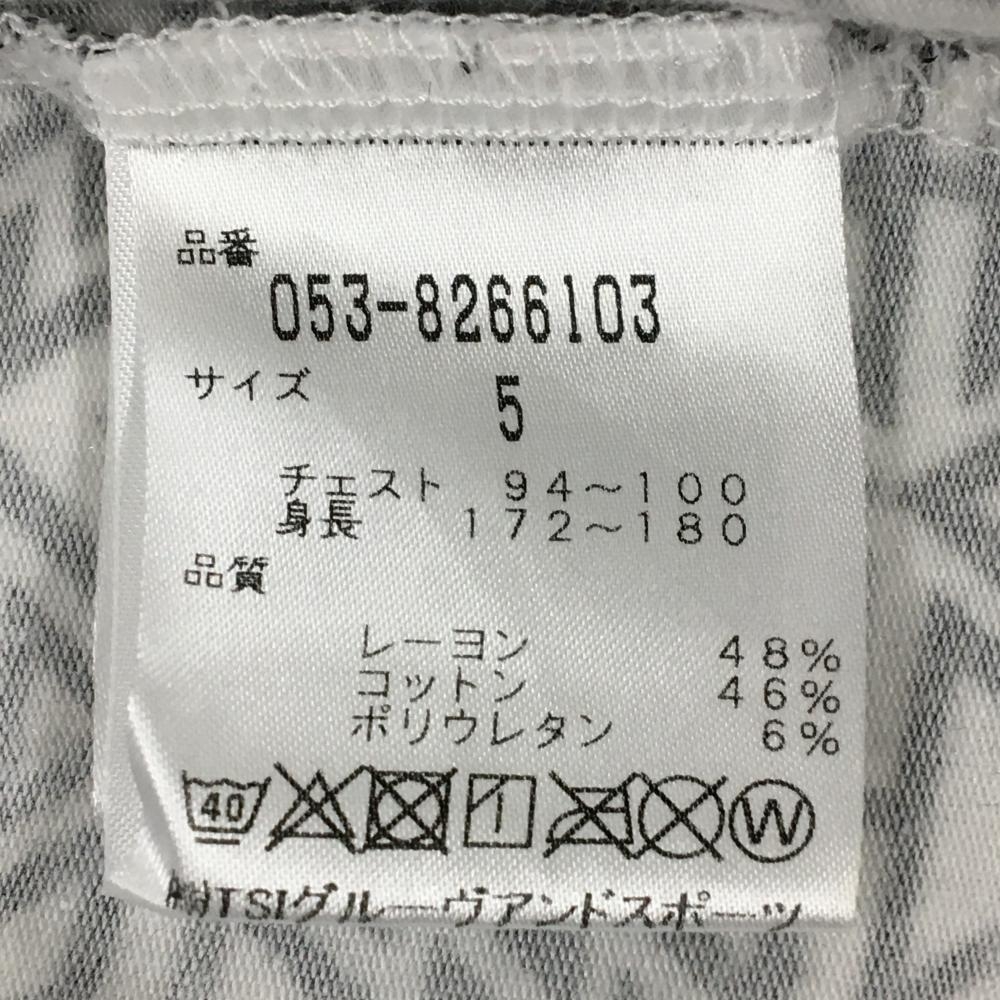 品番
053-8266103
サイズ 5
チェスト 94～100
身長 172～180
品質
レーヨン 48%
コットン 46%
ポリウレタン 6%
40 W
㈱TSIグルーヴアンドスポーツ